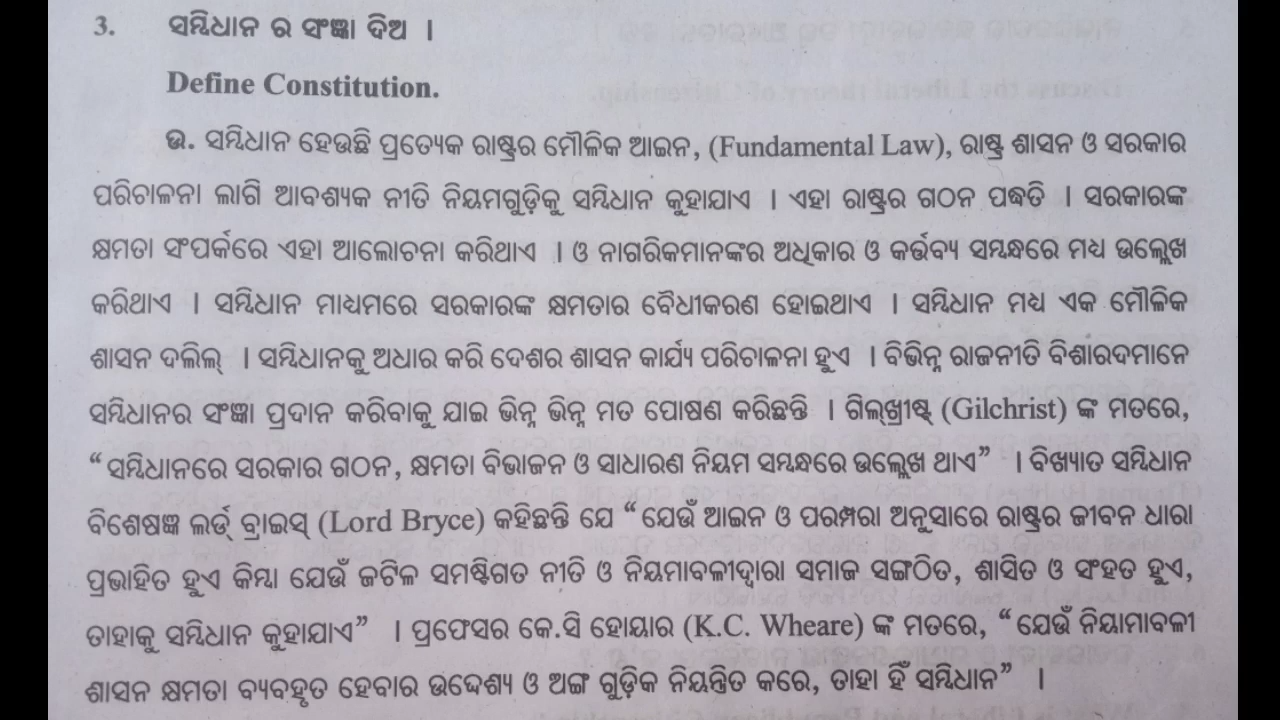 3. ସମ୍ବିଧାନ ର ସଂଜ୍ଞା ଦିଅ ।
Define Constitution.
ଉ. ସମ୍ବିଧାନ ହେଉଛି ପ୍ରତ୍ୟେକ ରାଷ୍ଟ୍ରର ମୌଳିକ ଆଇନ, (Fundamental Law), ରାଷ୍ଟ୍ର ଶାସନ ଓ ସରକାର
ପରିଚାଳନା ଲାଗି ଆବଶ୍ୟକ ନୀତି ନିୟମଗୁଡ଼ିକୁ ସମ୍ବିଧାନ କୁହାଯାଏ । ଏହା ରାଷ୍ଟ୍ରର ଗଠନ ପଦ୍ଧତି । ସରକାରଙ୍କ
କ୍ଷମତା ସଂପର୍କରେ ଏହା ଆଲୋଚନା କରିଥାଏ । ଓ ନାଗରିକମାନଙ୍କର ଅଧିକାର ଓ କର୍ତ୍ତବ୍ୟ ସମ୍ବନ୍ଧରେ ମଧ୍ୟ ଉଲ୍ଲେଖ
କରିଥାଏ । ସମ୍ବିଧାନ ମାଧ୍ୟମରେ ସରକାରଙ୍କ କ୍ଷମତାର ବୈଧୀକରଣ ହୋଇଥାଏ । ସମ୍ବିଧାନ ମଧ୍ୟ ଏକ ମୌଳିକ
ଶାସନ ଦଲିଲ୍ । ସମ୍ବିଧାନକୁ ଅଧାର କରି ଦେଶର ଶାସନ କାର୍ଯ୍ୟ ପରିଚାଳନା ହୁଏ । ବିଭିନ୍ନ ରାଜନୀତି ବିଶାରଦମାନେ
ସମ୍ବିଧାନର ସଂଜ୍ଞା ପ୍ରଦାନ କରିବାକୁ ଯାଇ ଭିନ୍ନ ଭିନ୍ନ ମତ ପୋଷଣ କରିଛନ୍ତି । ଗିଲ୍‌ଖ୍ରୀଷ୍ଟ (Gilchrist) ଙ୍କ ମତରେ,
“ ସମ୍ବିଧାନରେ ସରକାର ଗଠନ, କ୍ଷମତା ବିଭାଜନ ଓ ସାଧାରଣ ନିୟମ ସମ୍ବନ୍ଧରେ ଉଲ୍ଲେଖ ଥାଏ” । ବିଖ୍ୟାତ ସମ୍ବିଧାନ
ବିଶେଷଜ୍ଞ ଲର୍ଡ୍ ବ୍ରାଇସ୍ (Lord Bryce) କହିଛନ୍ତି ଯେ “ ଯେଉଁ ଆଇନ ଓ ପରମ୍ପରା ଅନୁସାରେ ରାଷ୍ଟ୍ରର ଜୀବନ ଧାରା
ପ୍ରଭାହିତ ହୁଏ କିମ୍ବା ଯେଉଁ ଜଟିଳ ସମଷ୍ଟିଗତ ନୀତି ଓ ନିୟମାବଳୀଦ୍ୱାରା ସମାଜ ସଙ୍ଗଠିତ, ଶାସିତ ଓ ସଂହତ ହୁଏ,
ତାହାକୁ ସମ୍ବିଧାନ କୁହାଯାଏ” । ପ୍ରଫେସର କେ.ସି ହୋୟାର (K.C. Wheare) ଙ୍କ ମତରେ, “ ଯେଉଁ ନିୟାମାବଳୀ
ଶାସନ କ୍ଷମତା ବ୍ୟବହୃତ ହେବାର ଉଦ୍ଦେଶ୍ୟ ଓ ଅଙ୍ଗ ଗୁଡ଼ିକ ନିୟନ୍ତ୍ରିତ କରେ, ତାହା ହିଁ ସମ୍ବିଧାନ” ।